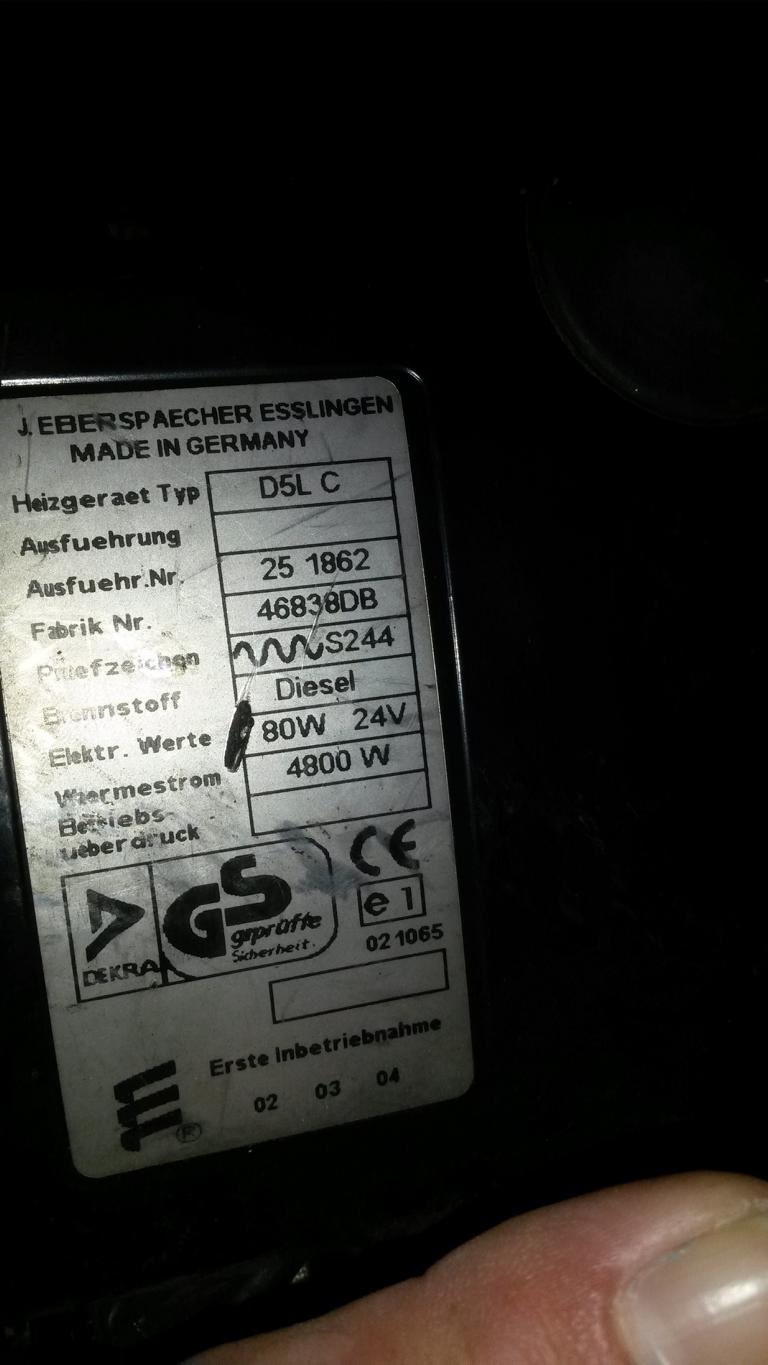 J. EBERSPAECHER ESSLINGEN
MADE IN GERMANY
Heizgeraet Typ D5L C
Ausfuehrung
Ausfuehr.Nr. 25 1862
Fabrik Nr. 46838DB
Pruefzeichen S244
Brennstoff Diesel
Elektr. Werte 80W 24V
Waermestrom 4800 W
Betriebs-
ueberdruck
DEKRA
GS
geprüfte
Sicherheit.
CE
e 1
02 1065
Erste Inbetriebnahme
02 03 04
®